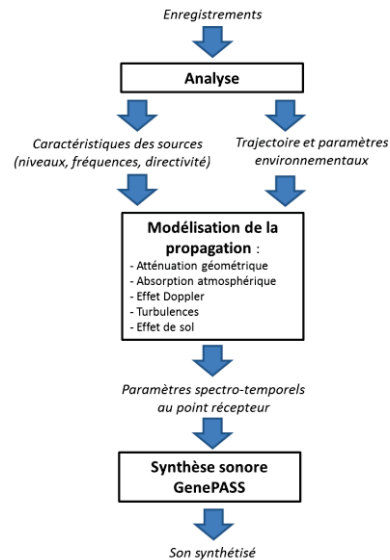 Enregistrements
Analyse
Caractéristiques des sources
(niveaux, fréquences, directivité)
Trajectoire et paramètres
environnementaux
Modélisation de la
propagation :
- Atténuation géométrique
- Absorption atmosphérique
- Effet Doppler
- Turbulences
- Effet de sol
Paramètres spectro-temporels
au point récepteur
Synthèse sonore
GenePASS
Son synthétisé